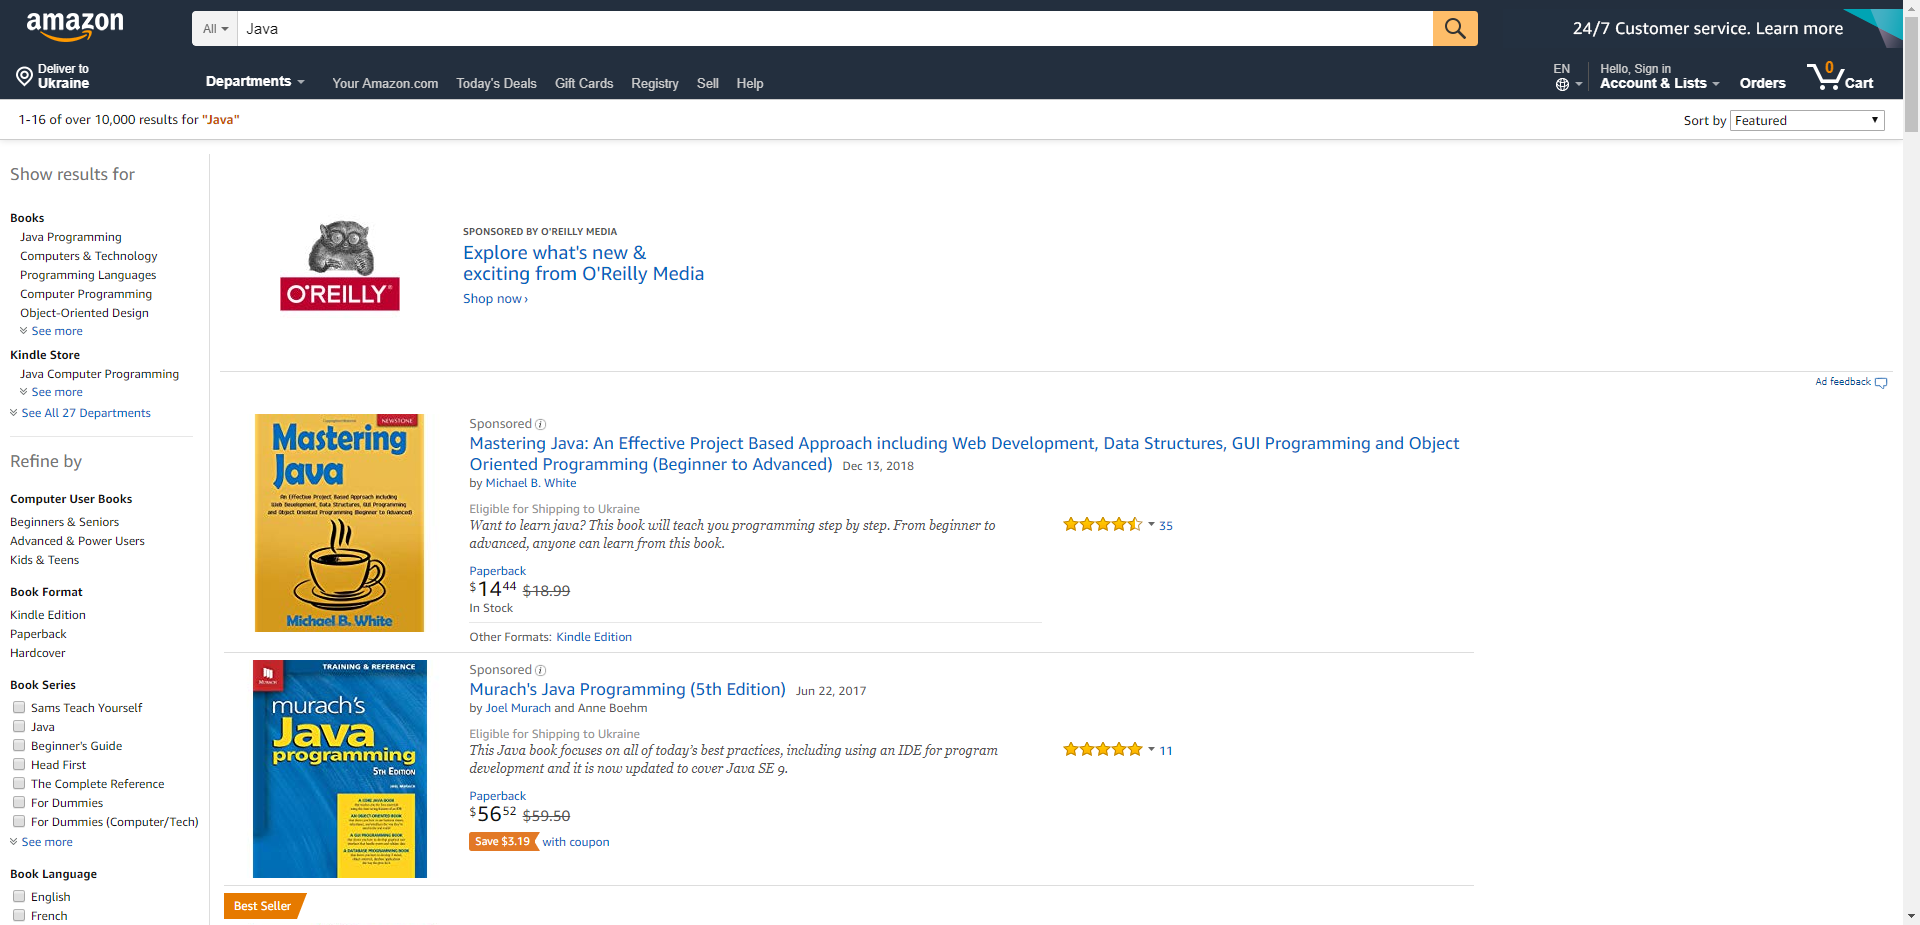 amazon
All
Java
24/7 Customer service. Learn more
Deliver to
Ukraine
Departments
Your Amazon.com
Today's Deals
Gift Cards
Registry
Sell
Help
EN
Hello, Sign in
Account & Lists
Orders
0
Cart
1-16 of over 10,000 results for "Java"
Sort by Featured
Show results for
Books
Java Programming
Computers & Technology
Programming Languages
Computer Programming
Object-Oriented Design
See more
Kindle Store
Java Computer Programming
See more
See All 27 Departments
Refine by
Computer User Books
Beginners & Seniors
Advanced & Power Users
Kids & Teens
Book Format
Kindle Edition
Paperback
Hardcover
Book Series
Sams Teach Yourself
Java
Beginner's Guide
Head First
The Complete Reference
For Dummies
For Dummies (Computer/Tech)
See more
Book Language
English
French
O'REILLY®
SPONSORED BY O'REILLY MEDIA
Explore what's new &
exciting from O'Reilly Media
Shop now ›
Ad feedback
NEWSTONE
Mastering
Java
An Effective Project Based Approach including
Web Development, Data Structures, GUI Programming
and Object Oriented Programming (Beginner to Advanced)
Michael B. White
Sponsored
Mastering Java: An Effective Project Based Approach including Web Development, Data Structures, GUI Programming and Object
Oriented Programming (Beginner to Advanced) Dec 13, 2018
by Michael B. White
Eligible for Shipping to Ukraine
Want to learn java? This book will teach you programming step by step. From beginner to
advanced, anyone can learn from this book.
35
Paperback
$14 44 $18.99
In Stock
Other Formats: Kindle Edition
TRAINING & REFERENCE
MURACH
murach's
Java
programming
5TH EDITION
A CORE JAVA BOOK
AN OBJECT-ORIENTED BOOK
A GUI PROGRAMMING BOOK
A DATABASE PROGRAMMING BOOK
Sponsored
Murach's Java Programming (5th Edition) Jun 22, 2017
by Joel Murach and Anne Boehm
Eligible for Shipping to Ukraine
This Java book focuses on all of today's best practices, including using an IDE for program
development and it is now updated to cover Java SE 9.
11
Paperback
$56 52 $59.50
Save $3.19 with coupon
Best Seller